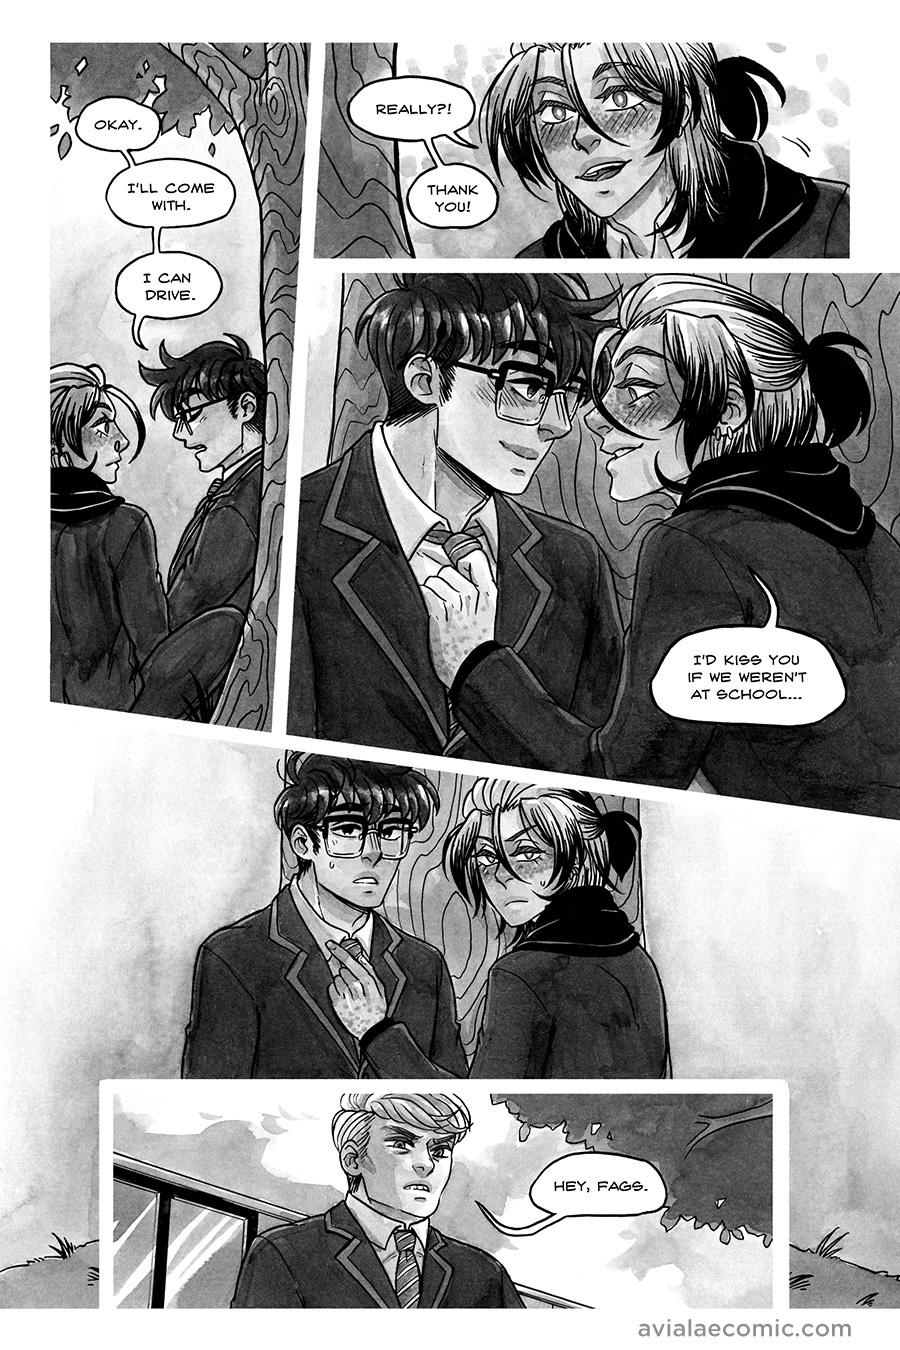 OKAY.
I'LL COME
WITH.
I CAN
DRIVE.
REALLY?!
THANK
YOU!
I'D KISS YOU
IF WE WEREN'T
AT SCHOOL...
HEY, FAGS.
avialaecomic.com